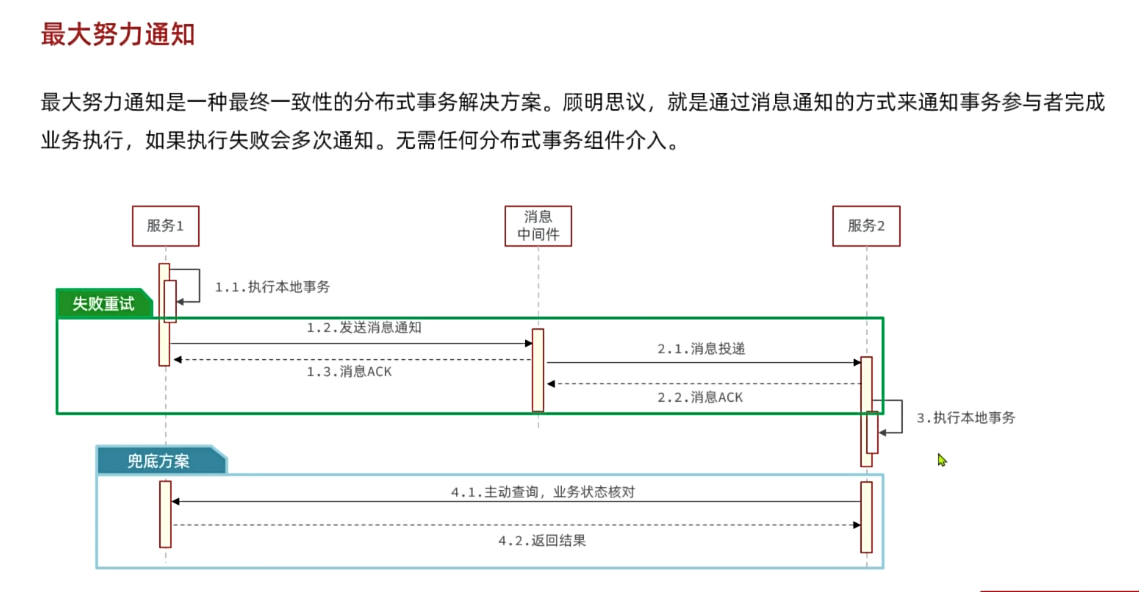 最大努力通知
最大努力通知是一种最终一致性的分布式事务解决方案。顾明思议，就是通过消息通知的方式来通知事务参与者完成
业务执行，如果执行失败会多次通知。无需任何分布式事务组件介入。
服务1
消息
中间件
服务2
1.1.执行本地事务
失败重试
1.2.发送消息通知
2.1.消息投递
1.3.消息ACK
2.2.消息ACK
3.执行本地事务
兜底方案
4.1.主动查询，业务状态核对
4.2.返回结果